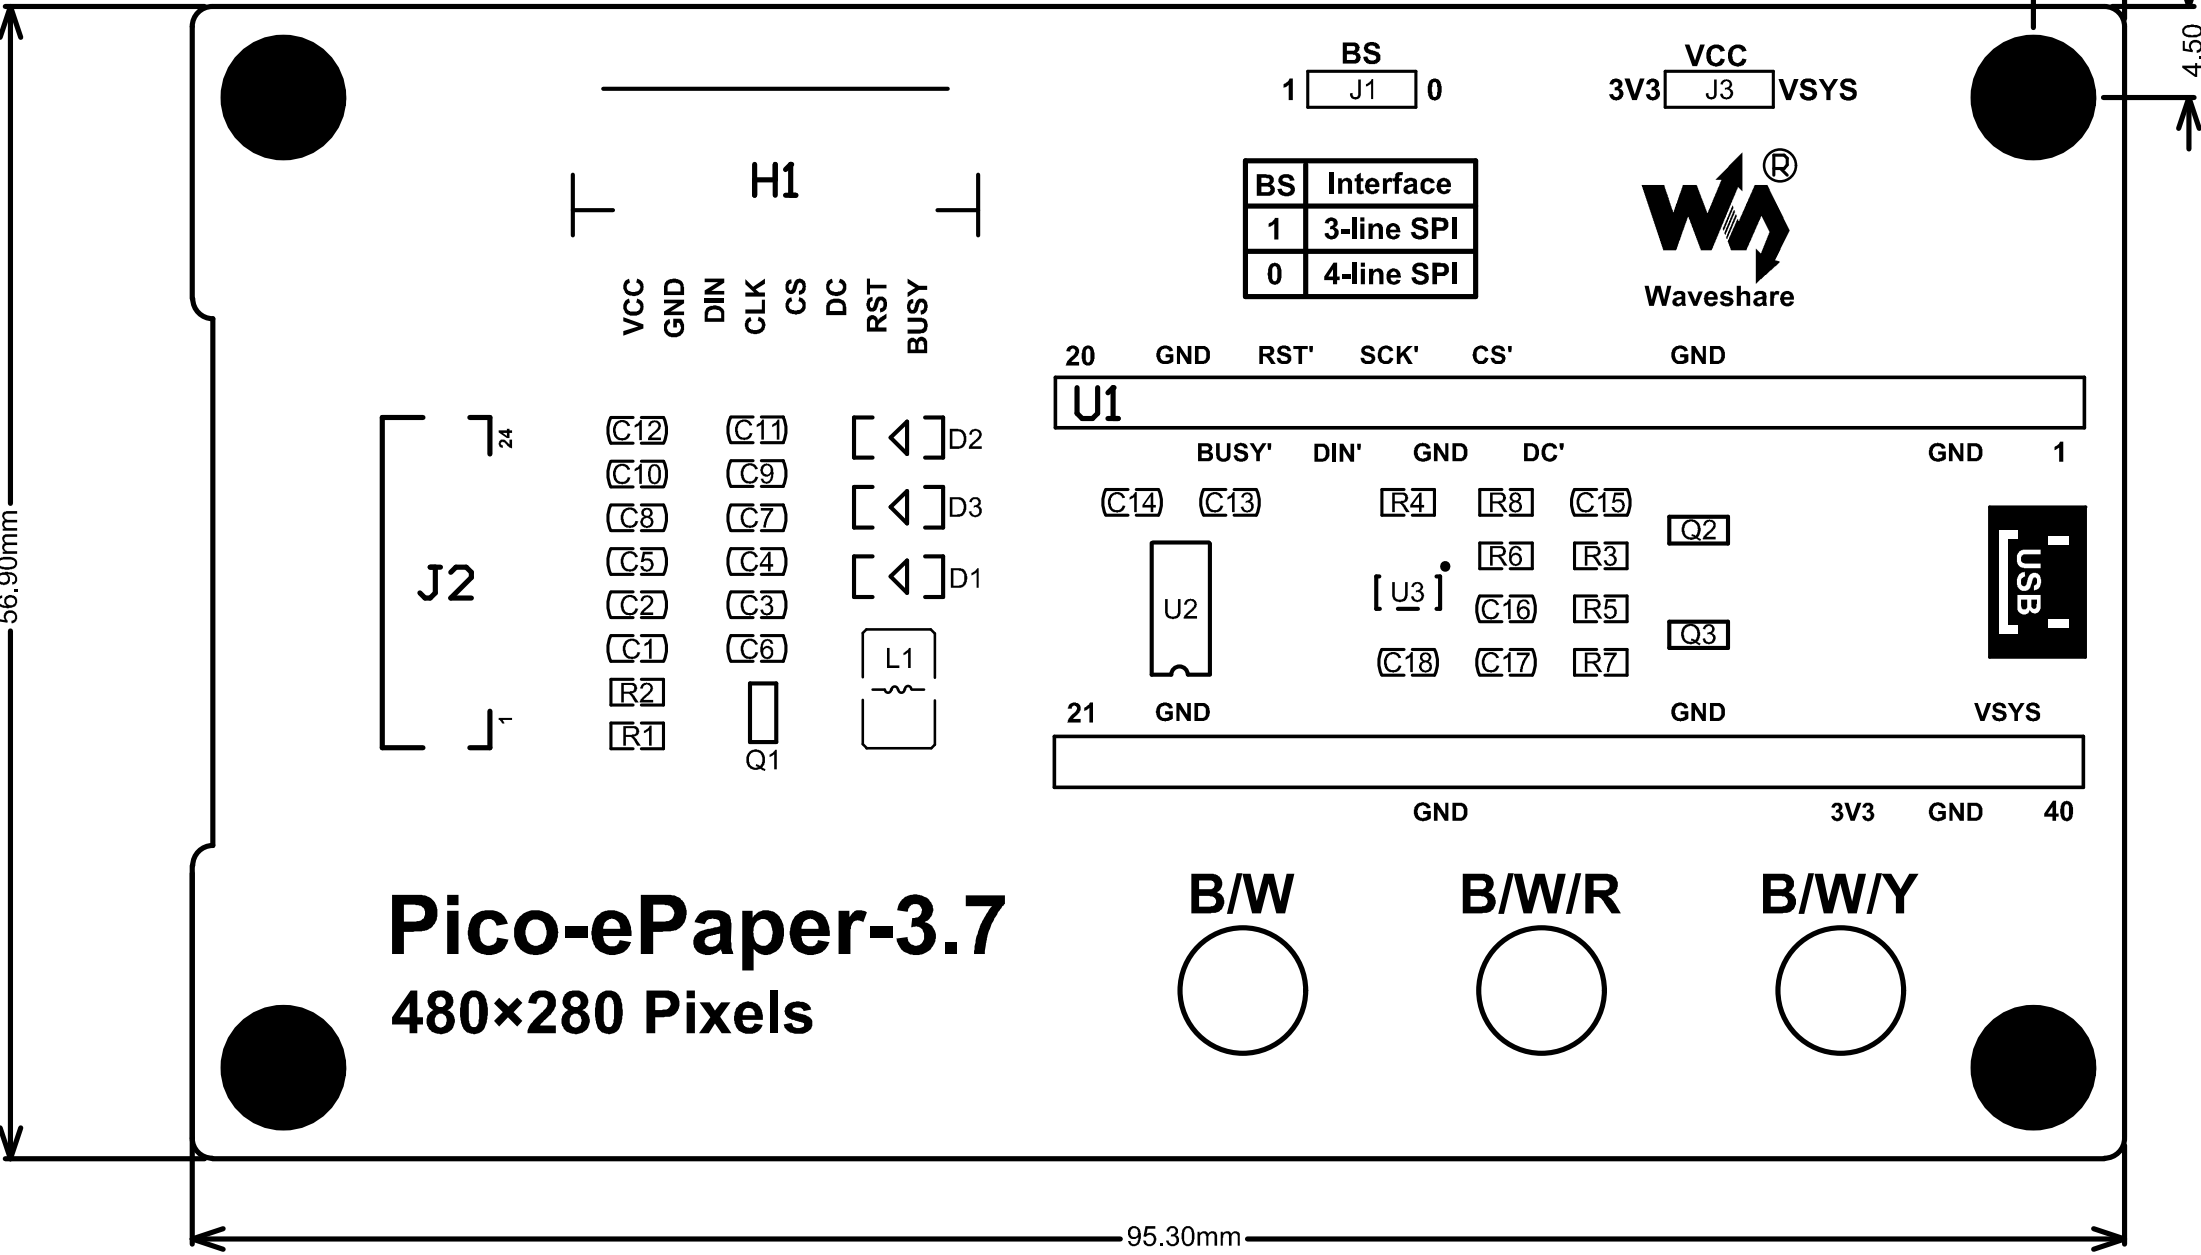 4.50
BS
1 J1 0
VCC
3V3 J3 VSYS
H1
BS Interface
1 3-line SPI
0 4-line SPI
®
Waveshare
VCC
GND
DIN
CLK
CS
DC
RST
BUSY
20 GND RST' SCK' CS' GND
U1
BUSY' DIN' GND DC' GND 1
24
J2
1
C12 C11 D2
C10 C9
C8 C7 D3
C5 C4 D1
C2 C3
C1 C6 L1
R2
R1
Q1
C14 C13 R4 R8 C15 Q2
R6 R3
U2 U3 C16 R5 Q3
C18 C17 R7
USB
21 GND GND VSYS
GND 3V3 GND 40
56.90mm
Pico-ePaper-3.7
480×280 Pixels
B/W B/W/R B/W/Y
95.30mm